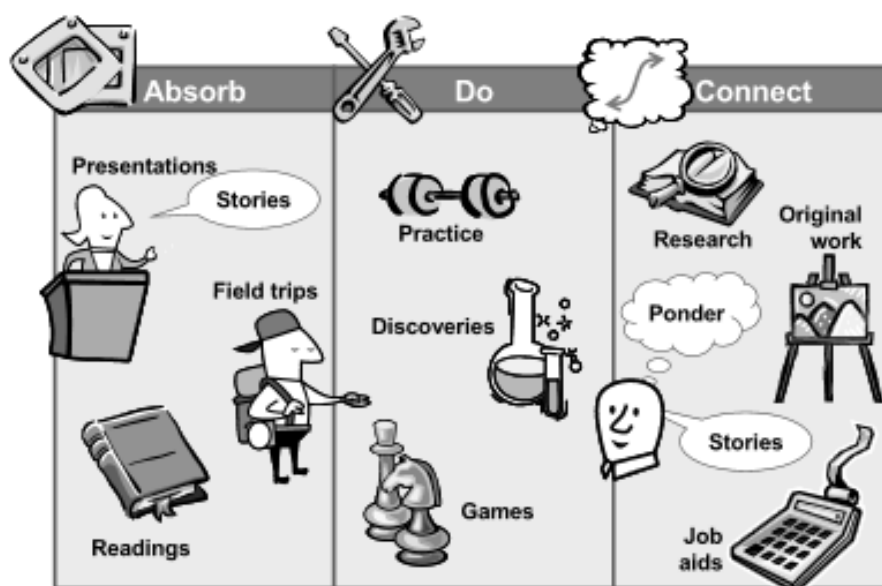 Absorb
Do
Connect
Presentations
Stories
Field trips
Readings
Practice
Discoveries
Games
Research
Original
work
Ponder
Stories
Job
aids